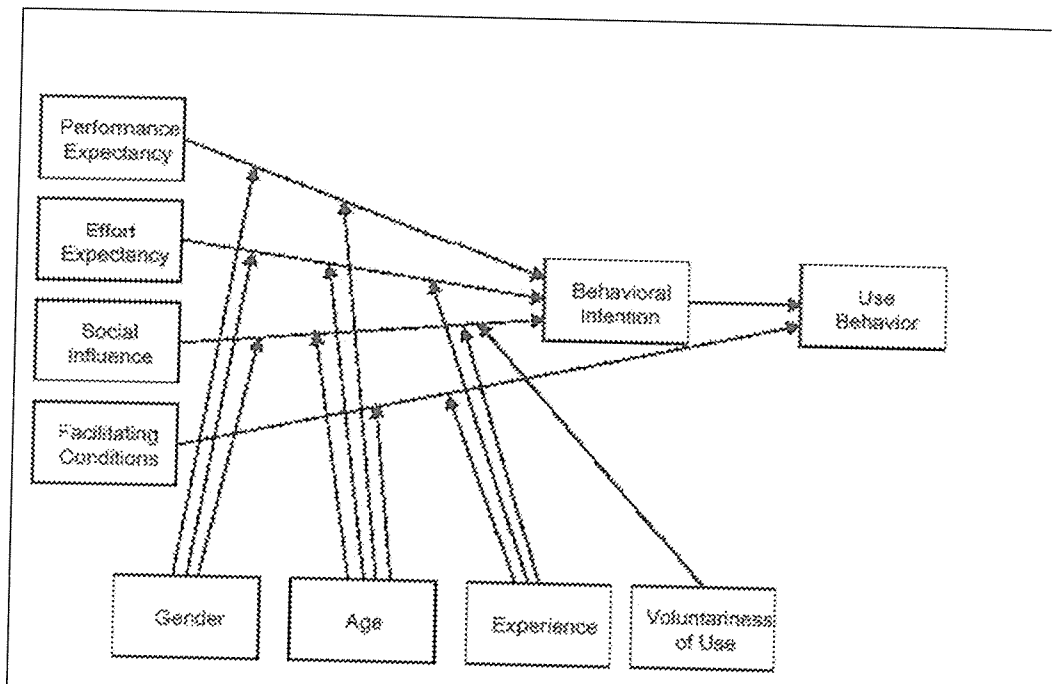 Performance
Expectancy
Effort
Expectancy
Social
Influence
Facilitating
Conditions
Behavioral
Intention
Use
Behavior
Gender
Age
Experience
Voluntariness
of Use